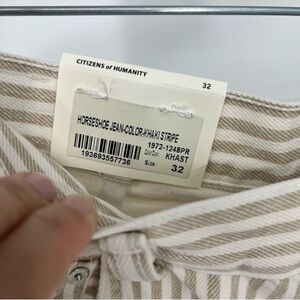 CITIZENS of HUMANITY
32
HORSESHOE JEAN-COLOR-KHAKI STRIPE
1972-1248PR
KHAST
193683557736
Size: 32